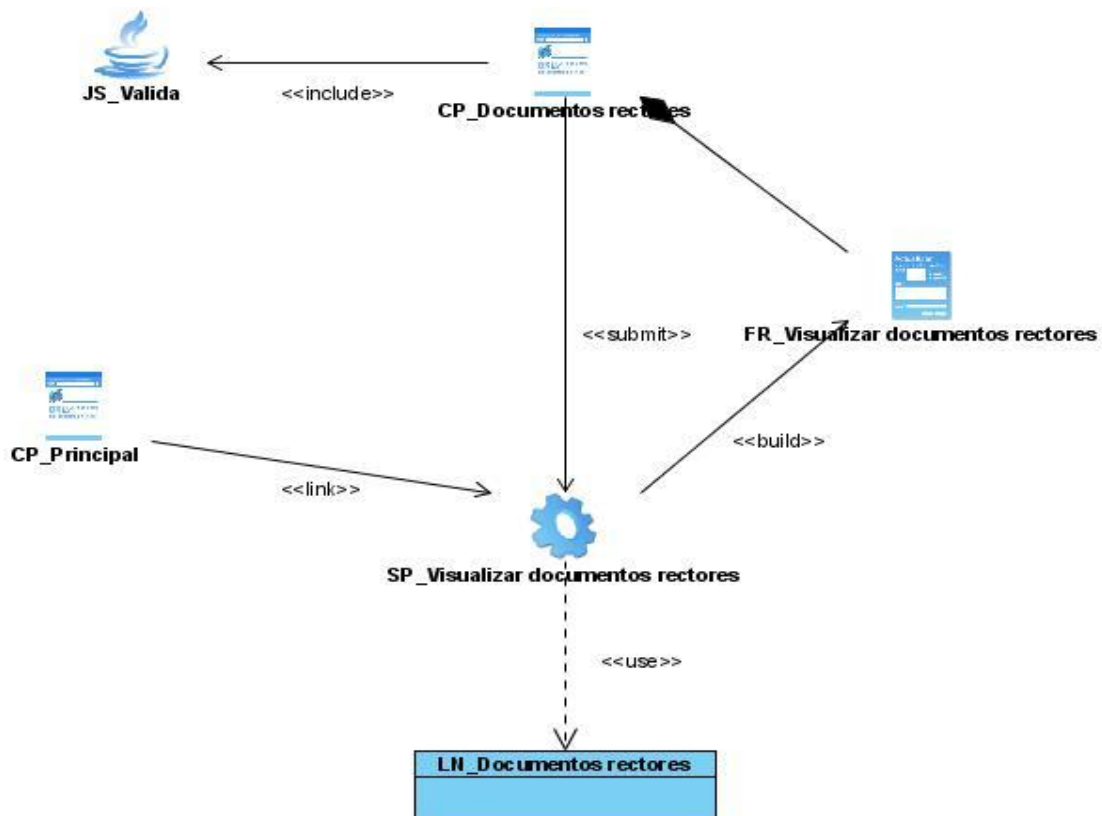 JS_Valida
<<include>>
CP_Documentos rectores
<<submit>>
FR_Visualizar documentos rectores
<<build>>
CP_Principal
<<link>>
SP_Visualizar documentos rectores
<<use>>
LN_Documentos rectores